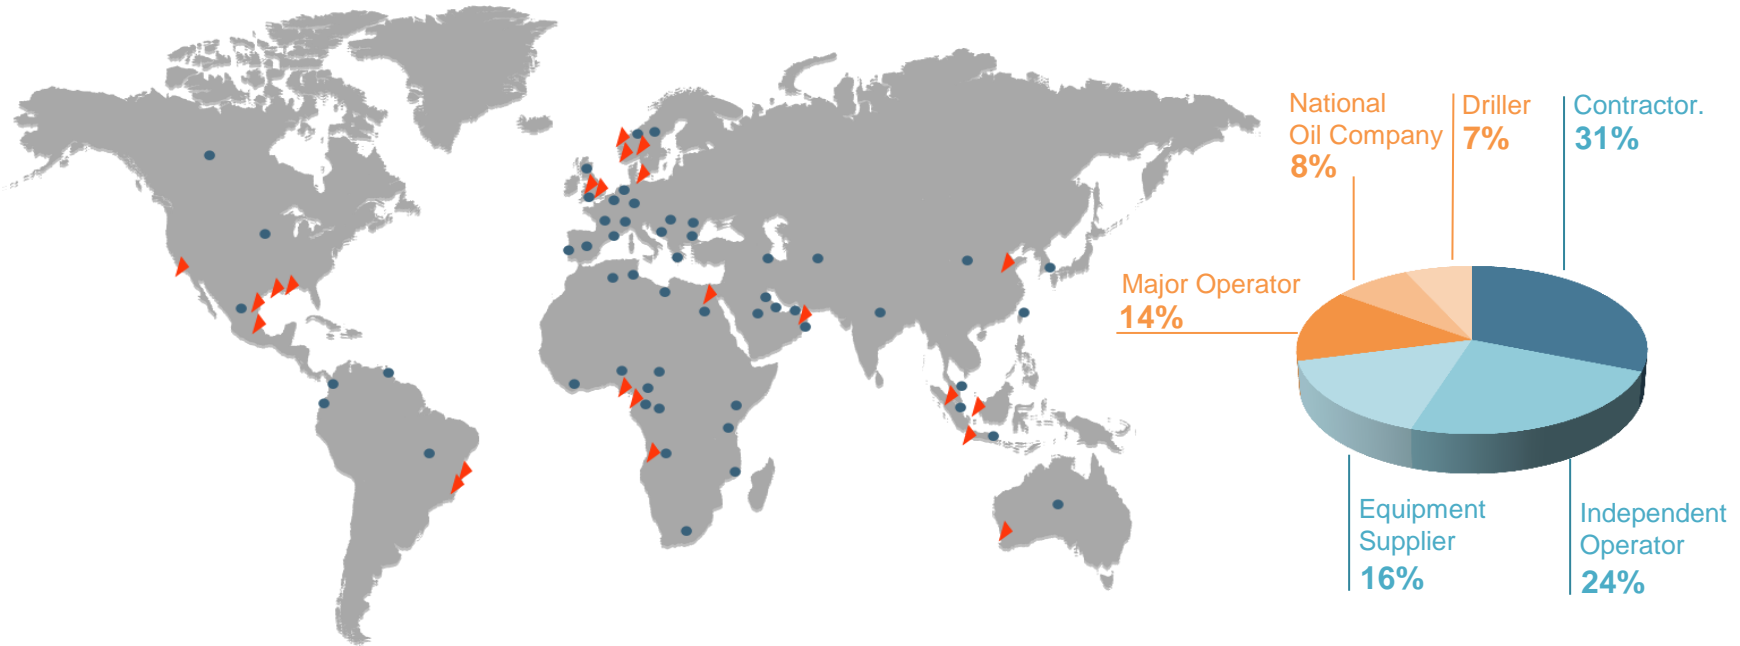 National
Oil Company
8%
Driller
7%
Contractor.
31%
Major Operator
14%
Equipment
Supplier
16%
Independent
Operator
24%